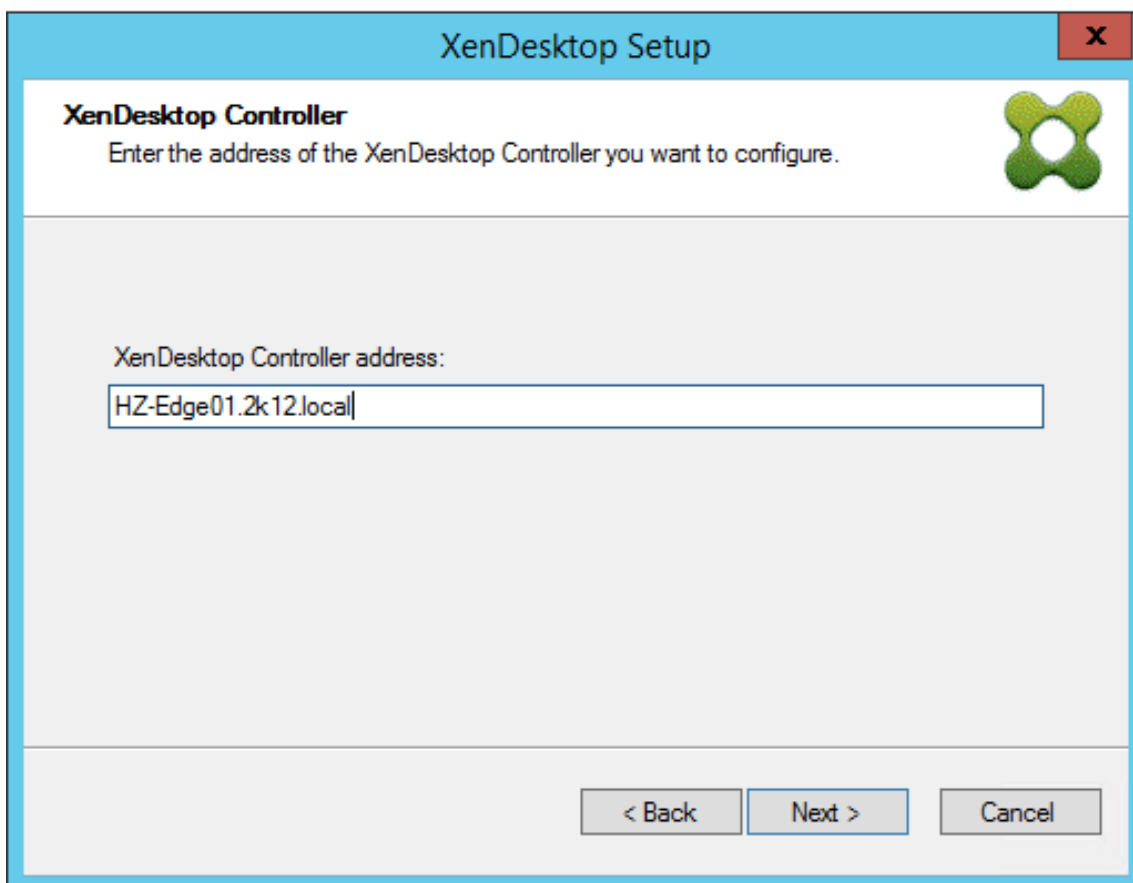 XenDesktop Setup
x
XenDesktop Controller
Enter the address of the XenDesktop Controller you want to configure.
XenDesktop Controller address:
HZ-Edge01.2k12.local
< Back Next > Cancel